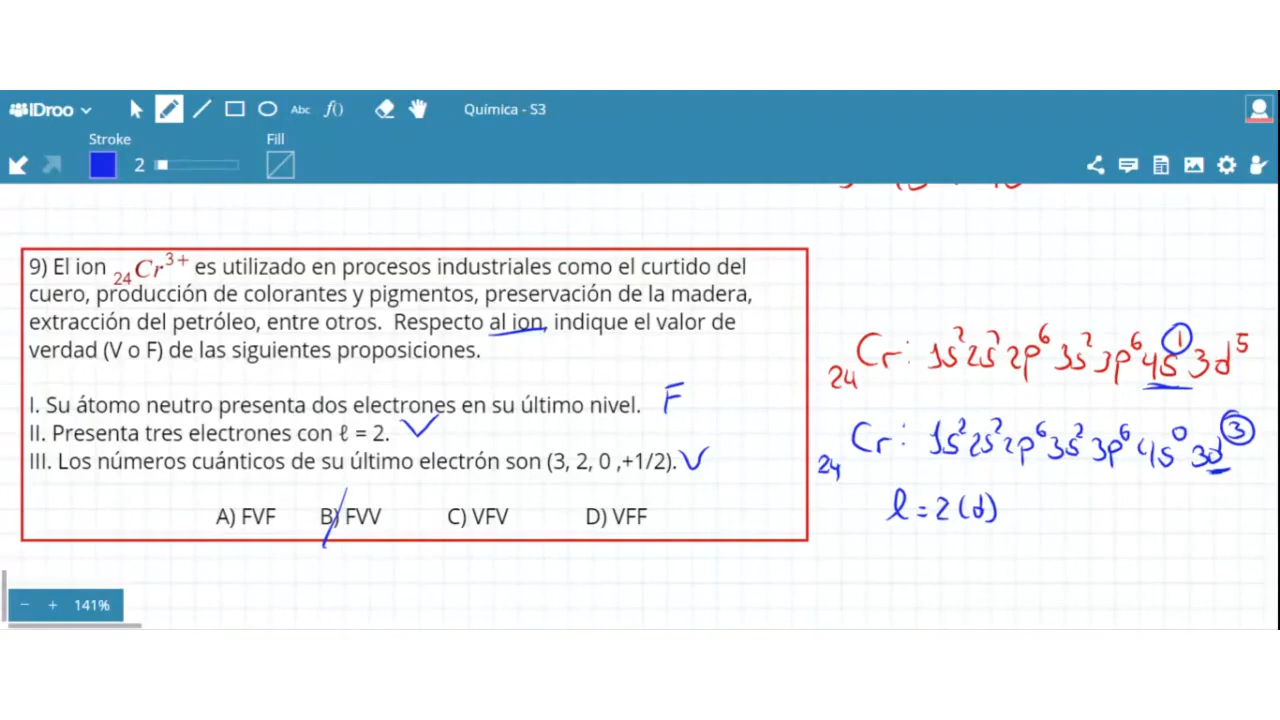 IDroo
Abc f()
Química - S3
Stroke
Fill
2
9) El ion ₂₄Cr³⁺ es utilizado en procesos industriales como el curtido del
cuero, producción de colorantes y pigmentos, preservación de la madera,
extracción del petróleo, entre otros. Respecto al ion, indique el valor de
verdad (V o F) de las siguientes proposiciones.
I. Su átomo neutro presenta dos electrones en su último nivel. F
II. Presenta tres electrones con ℓ = 2. V
III. Los números cuánticos de su último electrón son (3, 2, 0 ,+1/2). V
A) FVF B) FVV C) VFV D) VFF
₂₄Cr: 1s² 2s² 2p⁶ 3s² 3p⁶ 4s¹ 3d⁵
₂₄Cr: 1s² 2s² 2p⁶ 3s² 3p⁶ 4s⁰ 3d³
l = 2 (d)
− + 141%